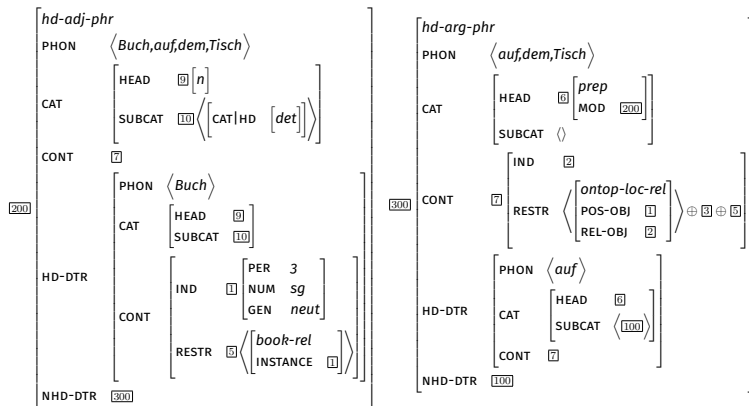 200
hd-adj-phr
PHON ⟨Buch,auf,dem,Tisch⟩
CAT
HEAD 9 [n]
SUBCAT 10 ⟨[CAT|HD [det]]⟩
CONT 7
HD-DTR
PHON ⟨Buch⟩
CAT
HEAD 9
SUBCAT 10
CONT
IND 1
PER 3
NUM sg
GEN neut
RESTR 5 ⟨
book-rel
INSTANCE 1
⟩
NHD-DTR 300
300
hd-arg-phr
PHON ⟨auf,dem,Tisch⟩
CAT
HEAD 6
prep
MOD 200
SUBCAT ⟨⟩
CONT 7
IND 2
RESTR ⟨
ontop-loc-rel
POS-OBJ 1
REL-OBJ 2
⟩ ⊕ 3 ⊕ 5
HD-DTR
PHON ⟨auf⟩
CAT
HEAD 6
SUBCAT ⟨100⟩
CONT 7
NHD-DTR 100